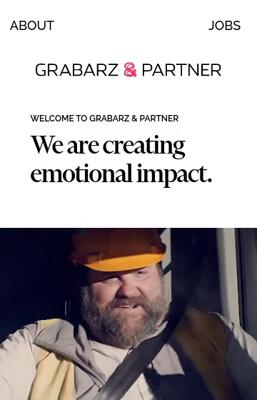 ABOUT JOBS
GRABARZ & PARTNER
WELCOME TO GRABARZ & PARTNER
We are creating
emotional impact.